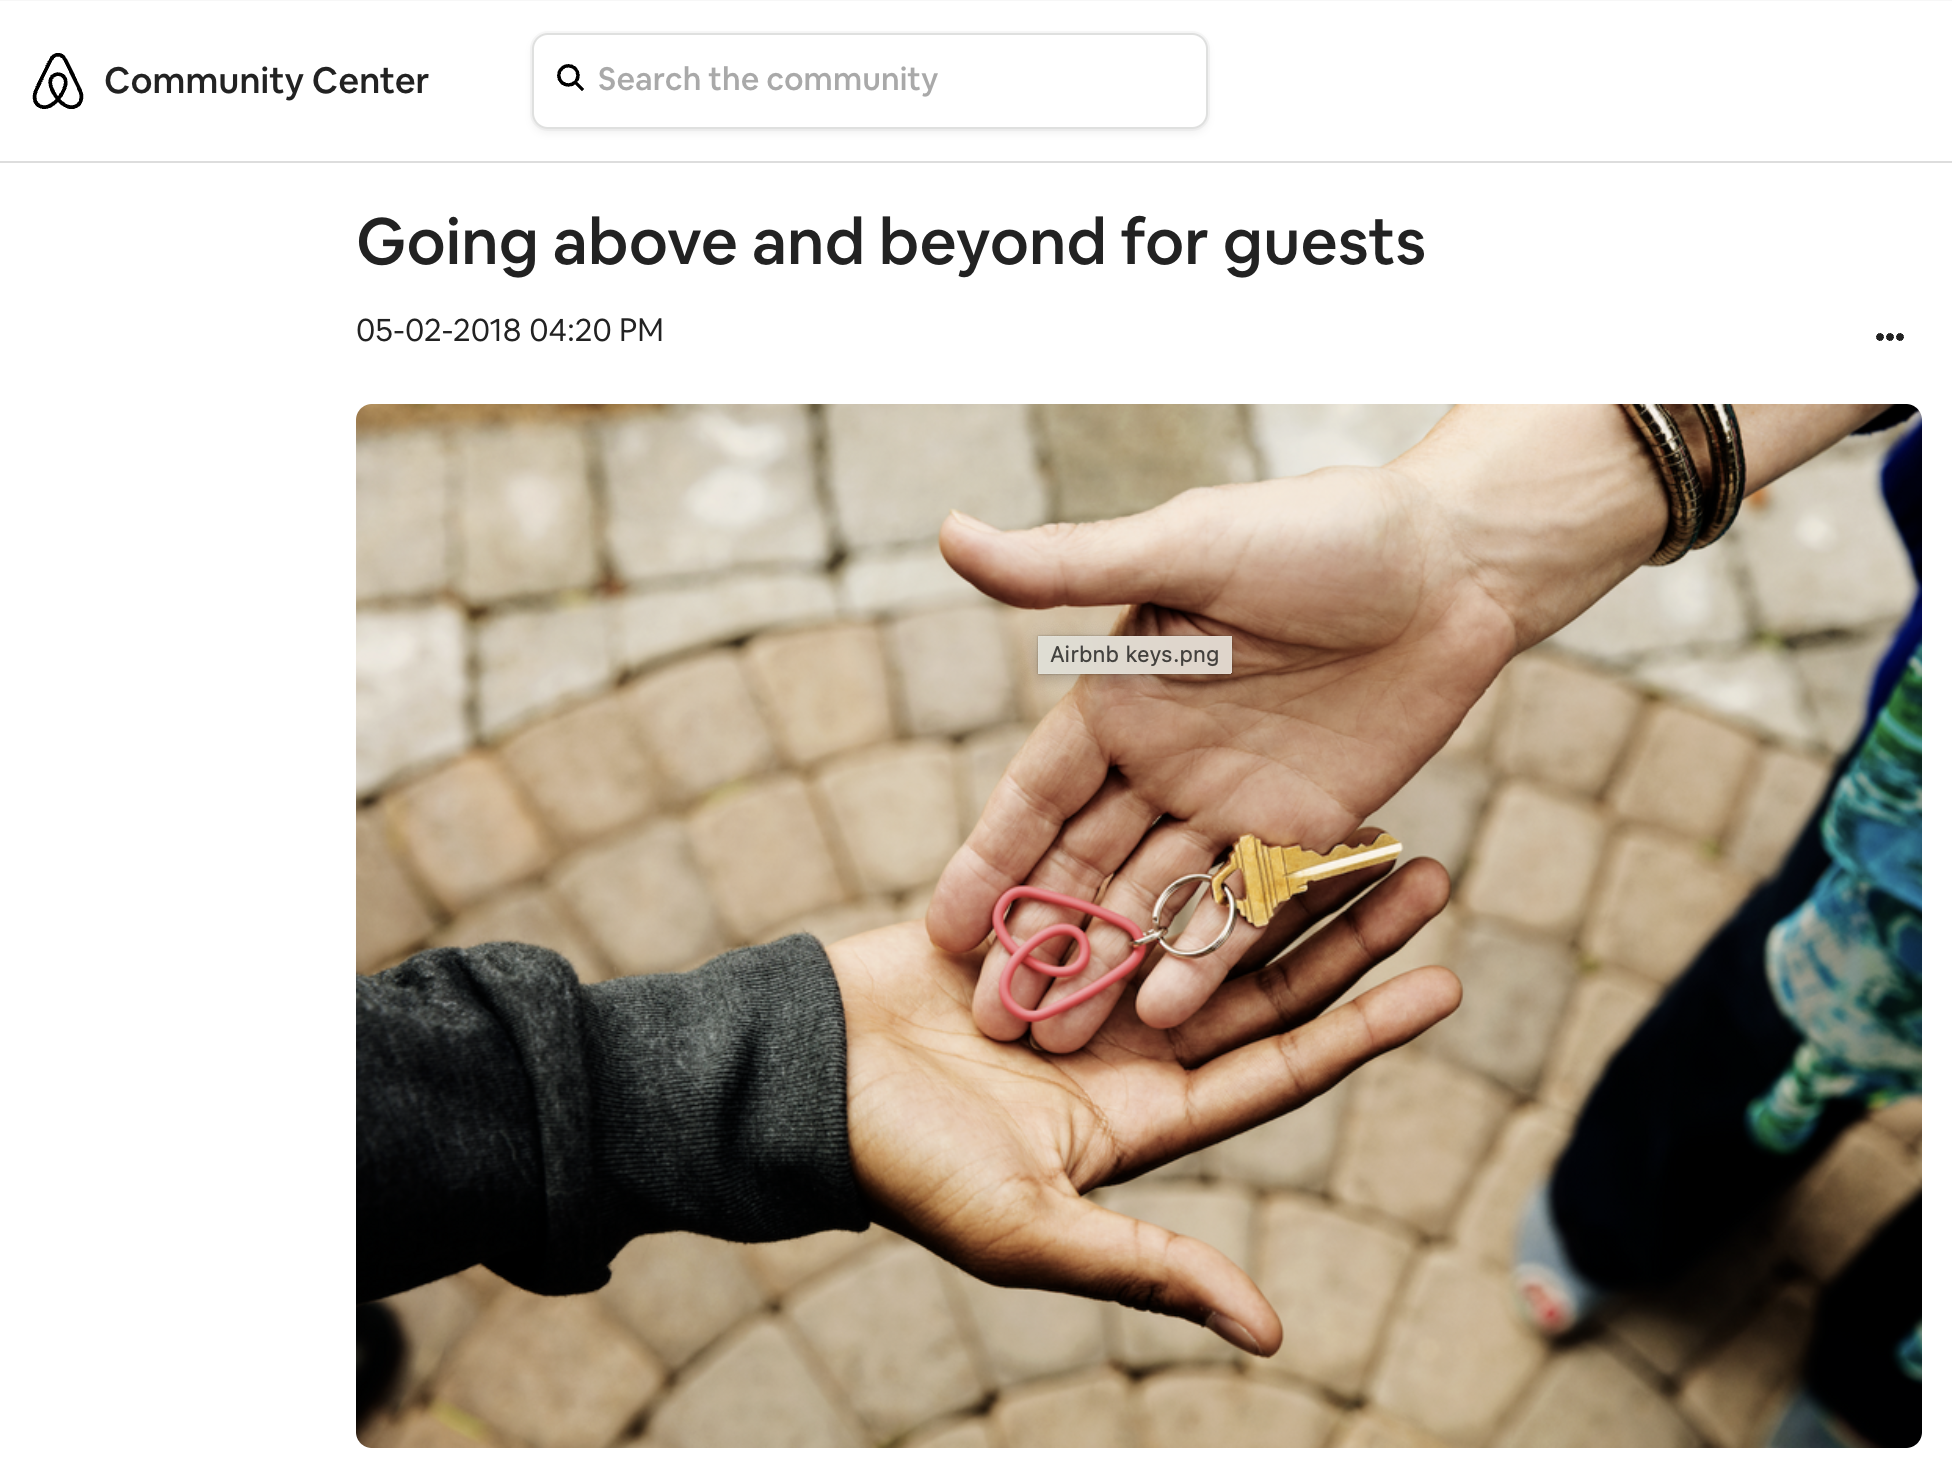 Community Center
Search the community
Going above and beyond for guests
05-02-2018 04:20 PM
Airbnb keys.png